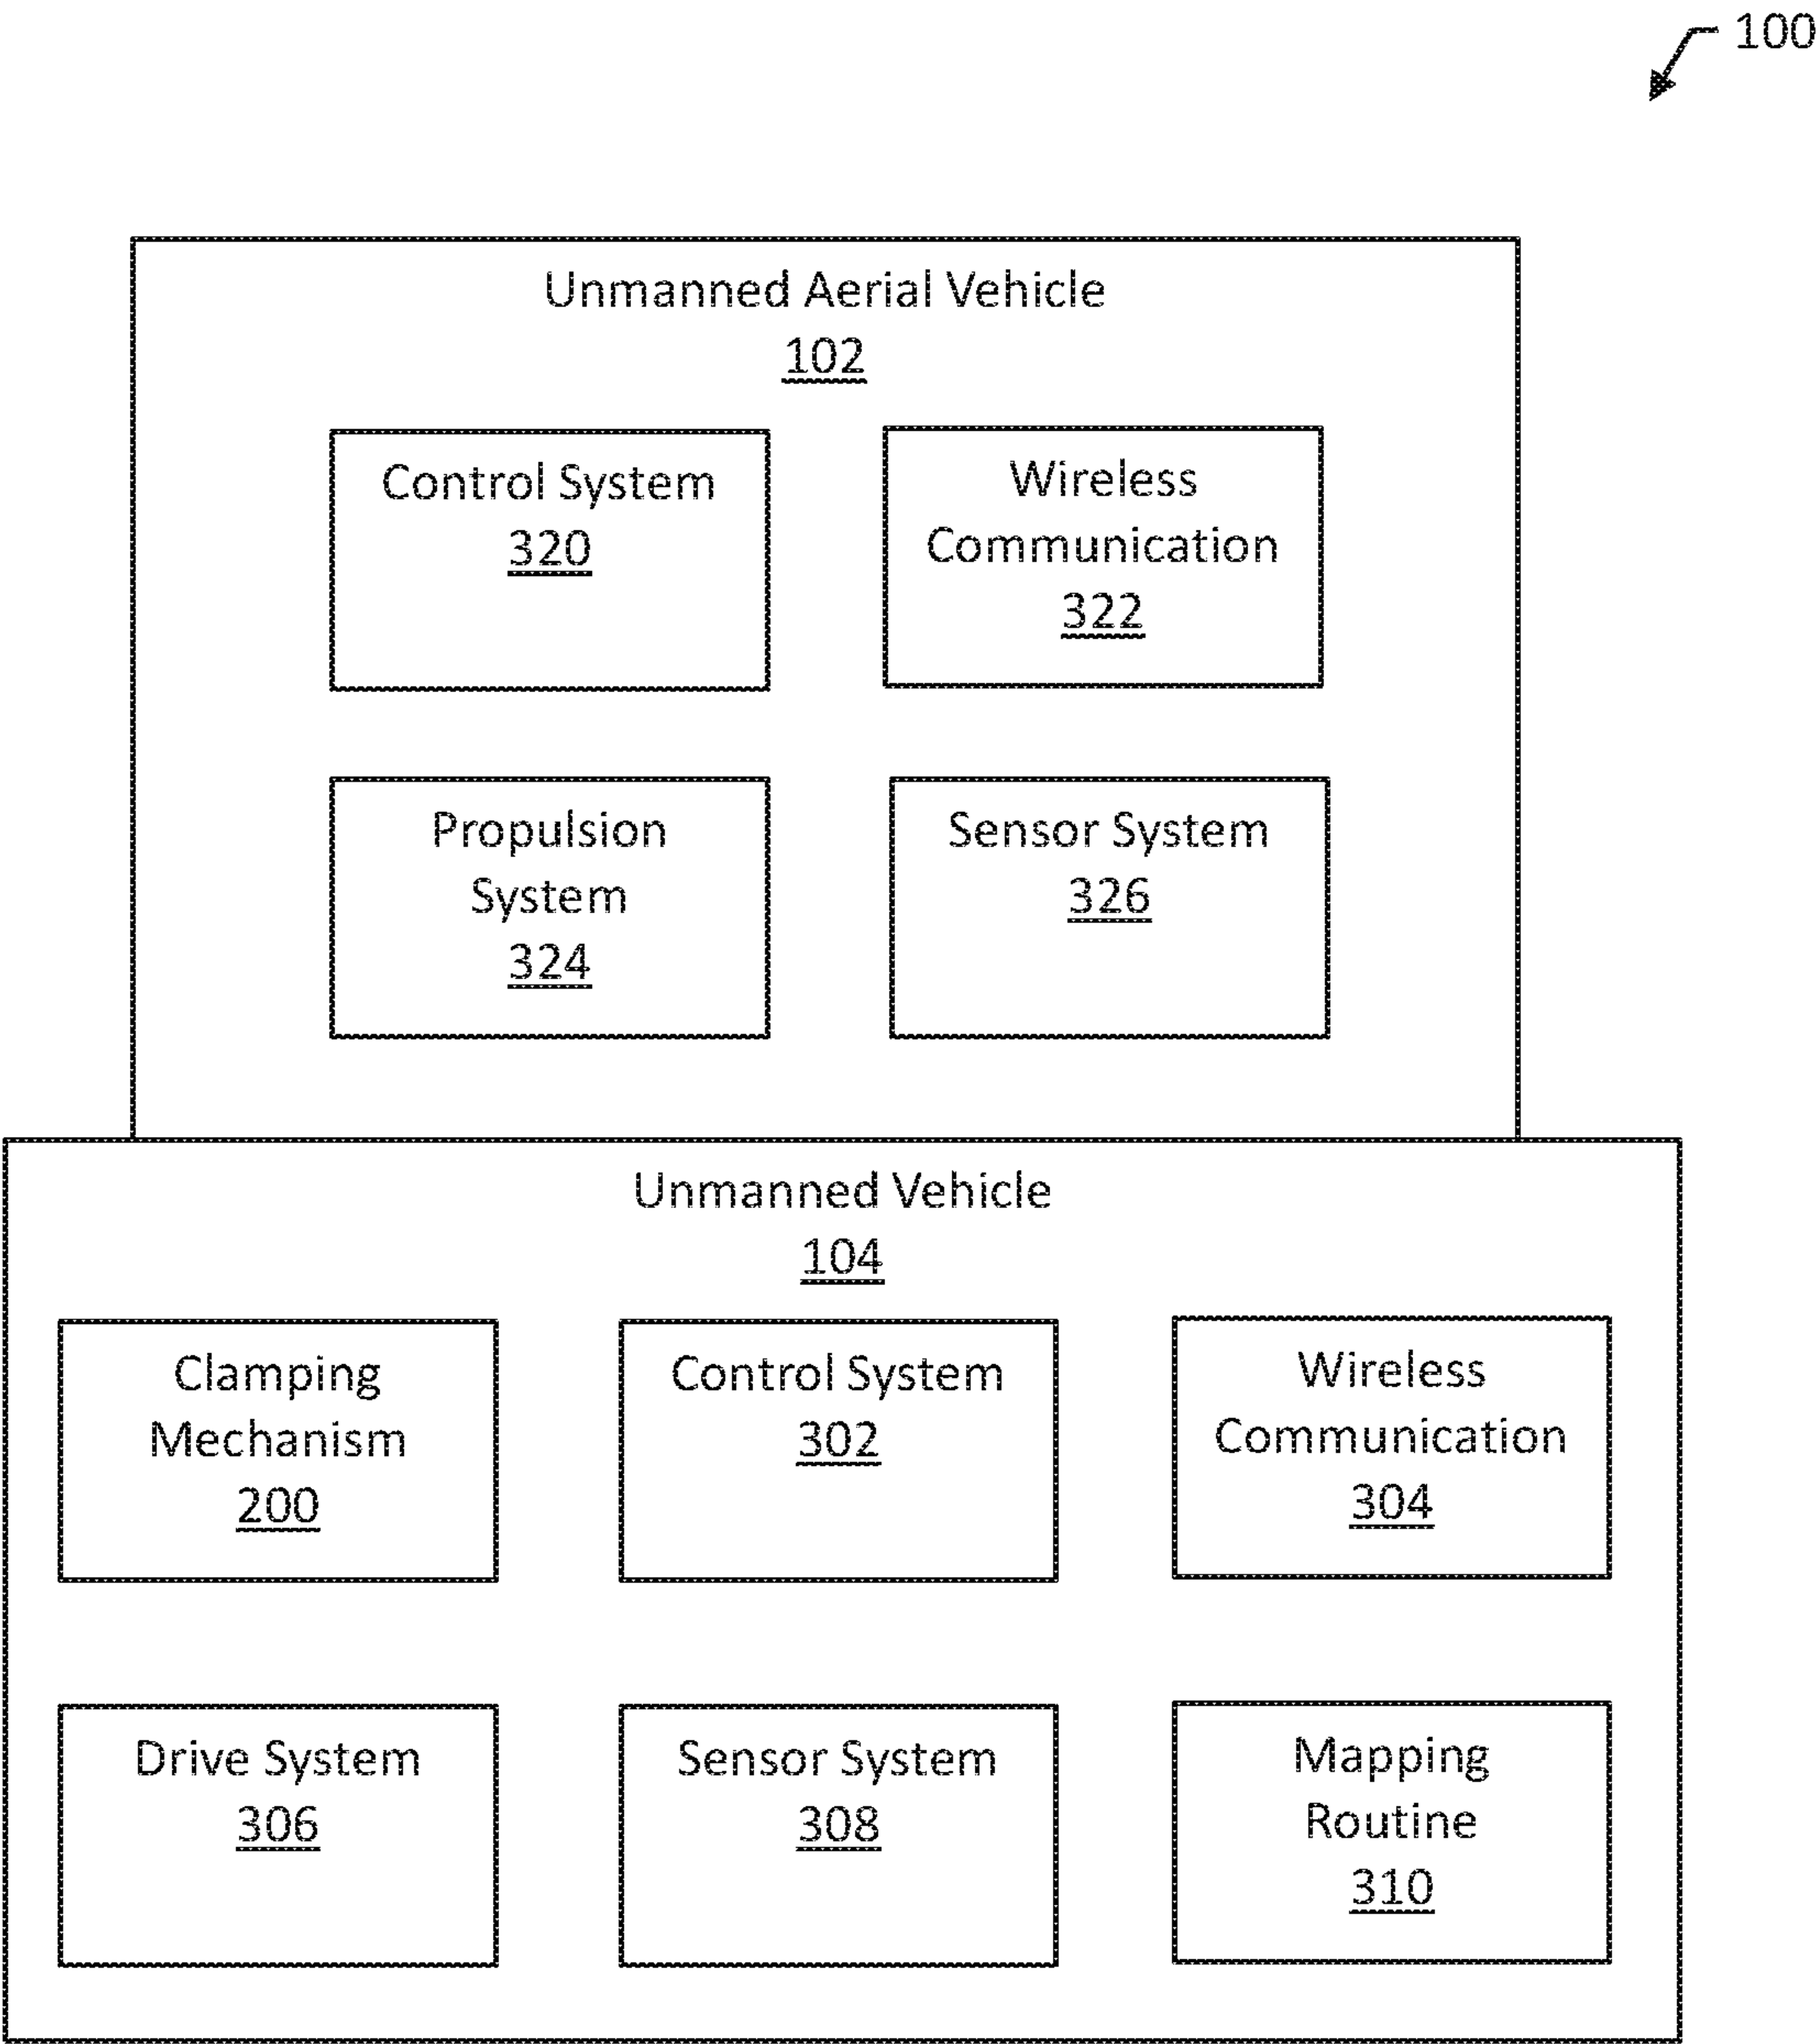 100
Unmanned Aerial Vehicle
102
Control System
320
Wireless
Communication
322
Propulsion
System
324
Sensor System
326
Unmanned Vehicle
104
Clamping
Mechanism
200
Control System
302
Wireless
Communication
304
Drive System
306
Sensor System
308
Mapping
Routine
310